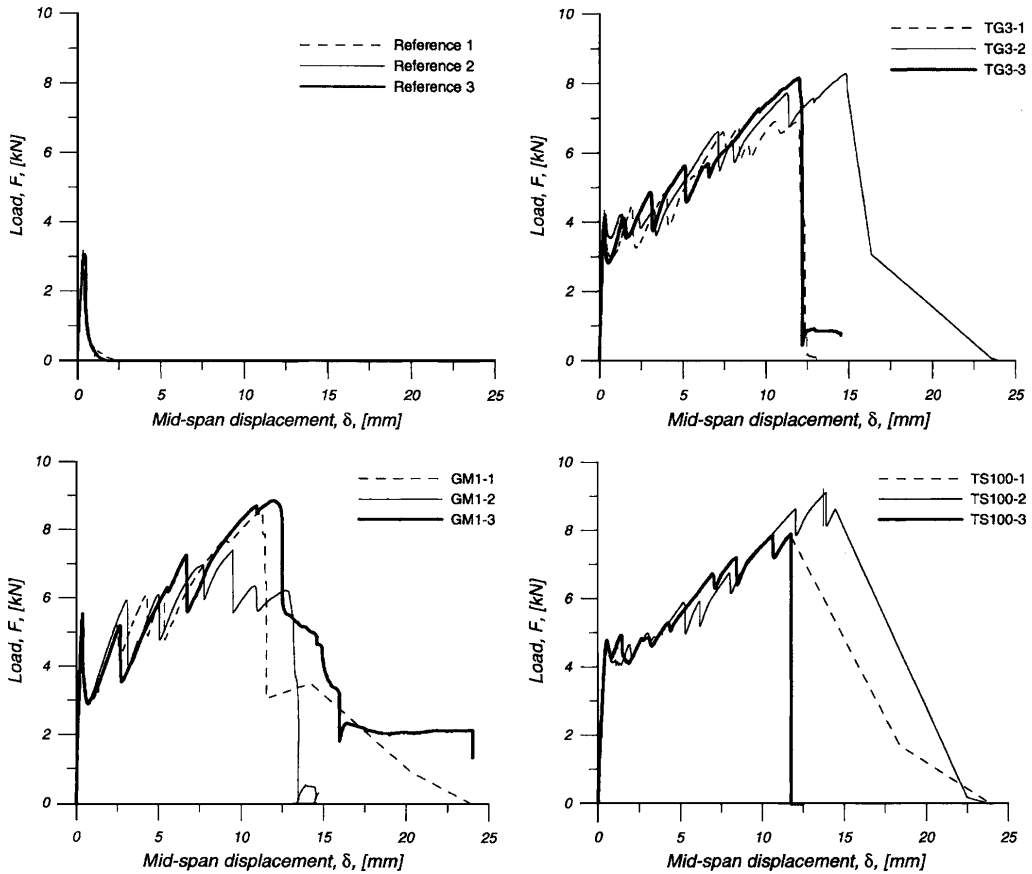 10
8
6
4
2
0
Load, F, [kN]
Reference 1
Reference 2
Reference 3
0 5 10 15 20 25
Mid-span displacement, δ, [mm]
10
8
6
4
2
0
Load, F, [kN]
TG3-1
TG3-2
TG3-3
0 5 10 15 20 25
Mid-span displacement, δ, [mm]
10
8
6
4
2
0
Load, F, [kN]
GM1-1
GM1-2
GM1-3
0 5 10 15 20 25
Mid-span displacement, δ, [mm]
10
8
6
4
2
0
Load, F, [kN]
TS100-1
TS100-2
TS100-3
0 5 10 15 20 25
Mid-span displacement, δ, [mm]